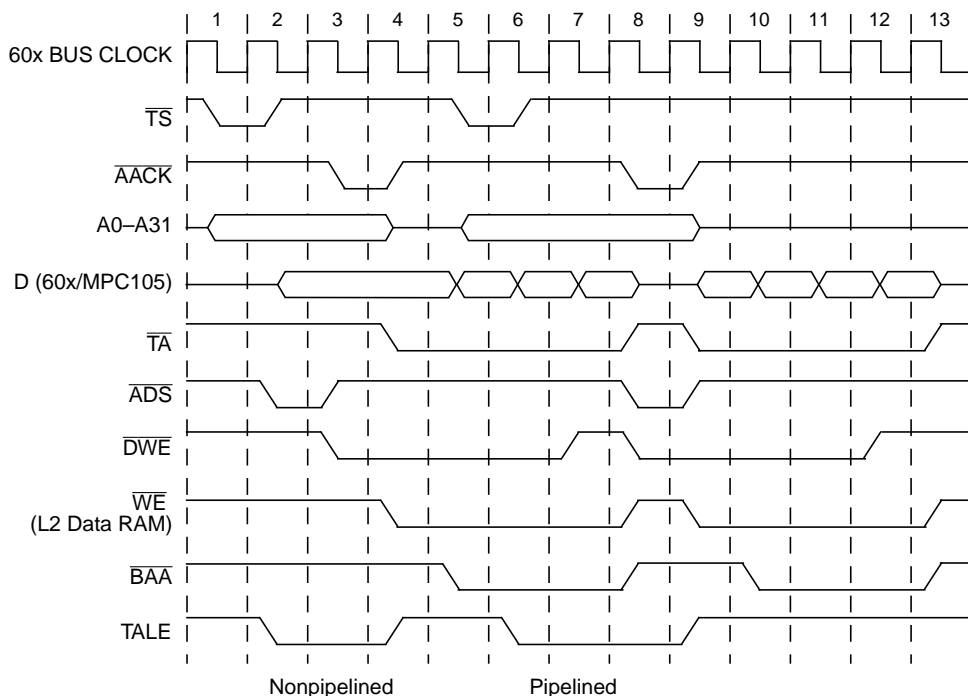 1 2 3 4 5 6 7 8 9 10 11 12 13
60x BUS CLOCK
TS
AACK
A0–A31
D (60x/MPC105)
TA
ADS
DWE
WE
(L2 Data RAM)
BAA
TALE
Nonpipelined Pipelined